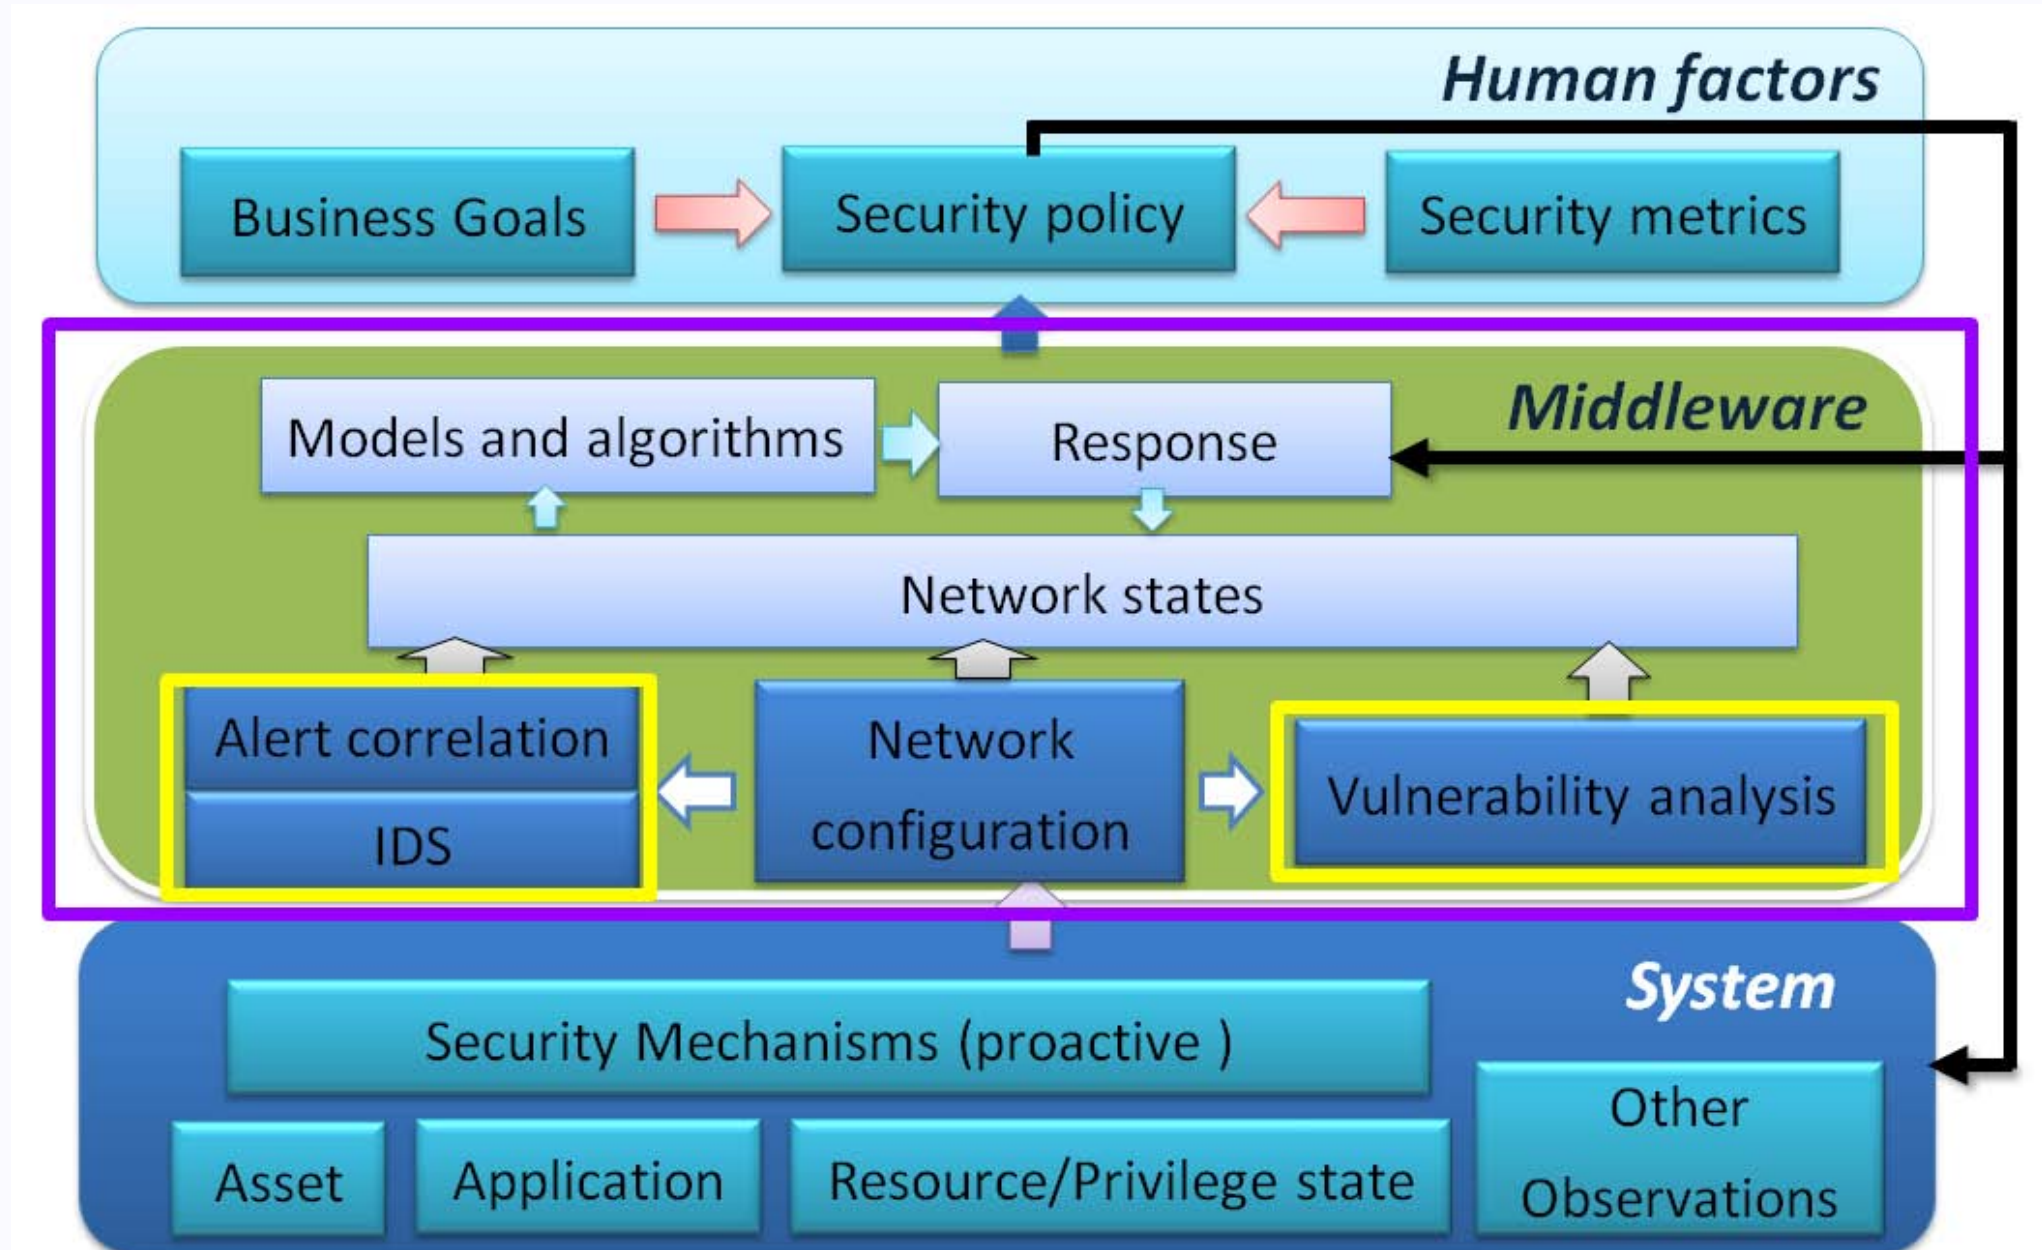 Human factors
Business Goals
Security policy
Security metrics
Models and algorithms
Response
Middleware
Network states
Alert correlation
IDS
Network
configuration
Vulnerability analysis
System
Security Mechanisms (proactive )
Asset
Application
Resource/Privilege state
Other
Observations